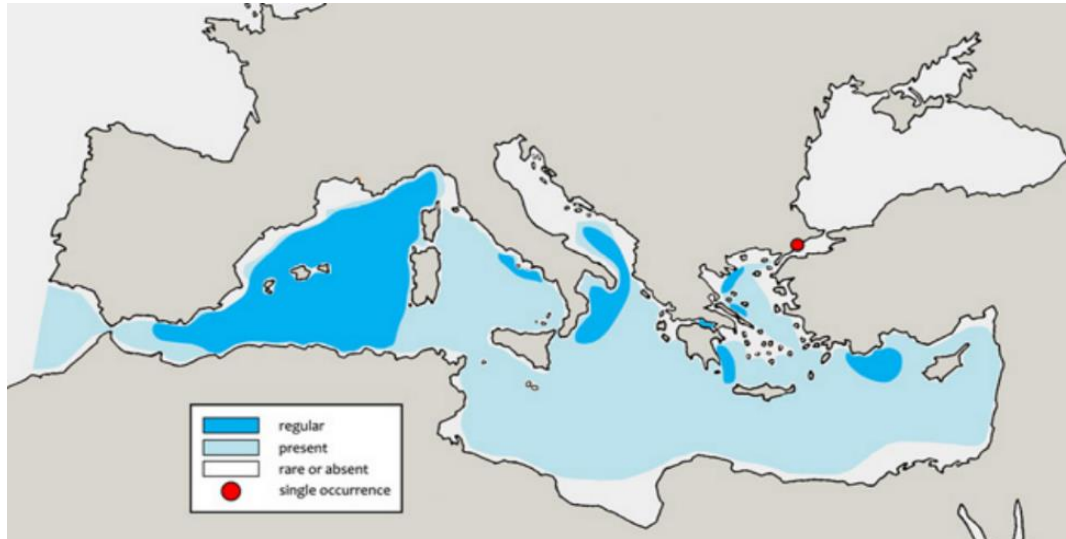 regular
present
rare or absent
single occurrence